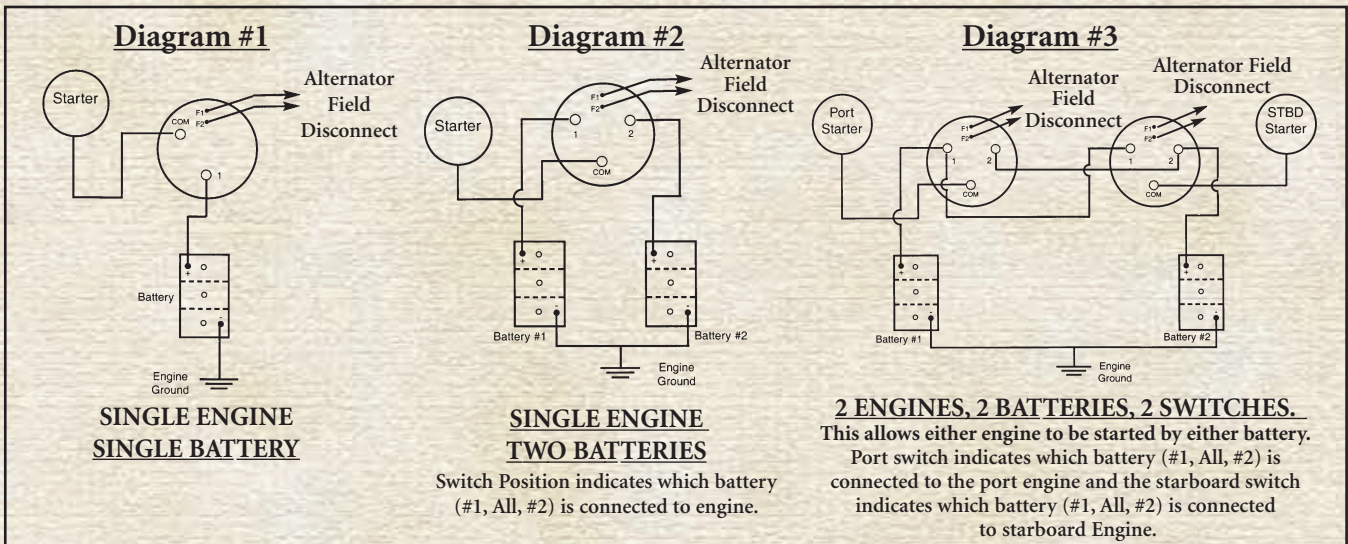 Diagram #1
Starter
Alternator
Field
Disconnect
F1
COM
F2
1
+
Battery
-
Engine
Ground
SINGLE ENGINE
SINGLE BATTERY
Diagram #2
Alternator
Field
Disconnect
Starter
F1
F2
1
2
COM
+
-
+
-
Battery #1
Battery #2
Engine
Ground
SINGLE ENGINE
TWO BATTERIES
Switch Position indicates which battery
(#1, All, #2) is connected to engine.
Diagram #3
Alternator
Field
Disconnect
Alternator Field
Disconnect
Port
Starter
STBD
Starter
F1
F2
1
2
COM
F1
F2
1
2
COM
+
-
+
-
Battery #1
Battery #2
Engine
Ground
2 ENGINES, 2 BATTERIES, 2 SWITCHES.
This allows either engine to be started by either battery.
Port switch indicates which battery (#1, All, #2) is
connected to the port engine and the starboard switch
indicates which battery (#1, All, #2) is connected
to starboard Engine.